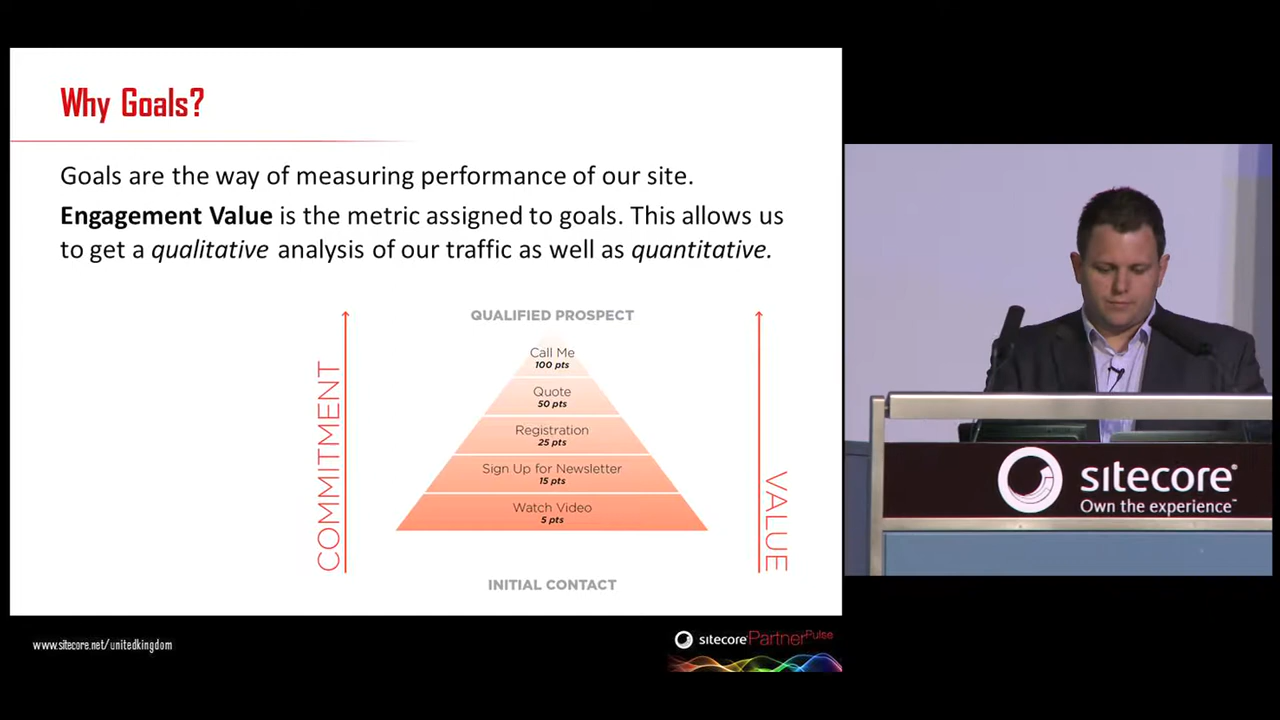 Why Goals?
Goals are the way of measuring performance of our site.
Engagement Value is the metric assigned to goals. This allows us
to get a qualitative analysis of our traffic as well as quantitative.
QUALIFIED PROSPECT
Call Me
100 pts
Quote
50 pts
Registration
25 pts
Sign Up for Newsletter
15 pts
Watch Video
5 pts
INITIAL CONTACT
COMMITMENT
VALUE
sitecore®
Own the experience™
www.sitecore.net/unitedkingdom
sitecore PartnerPulse